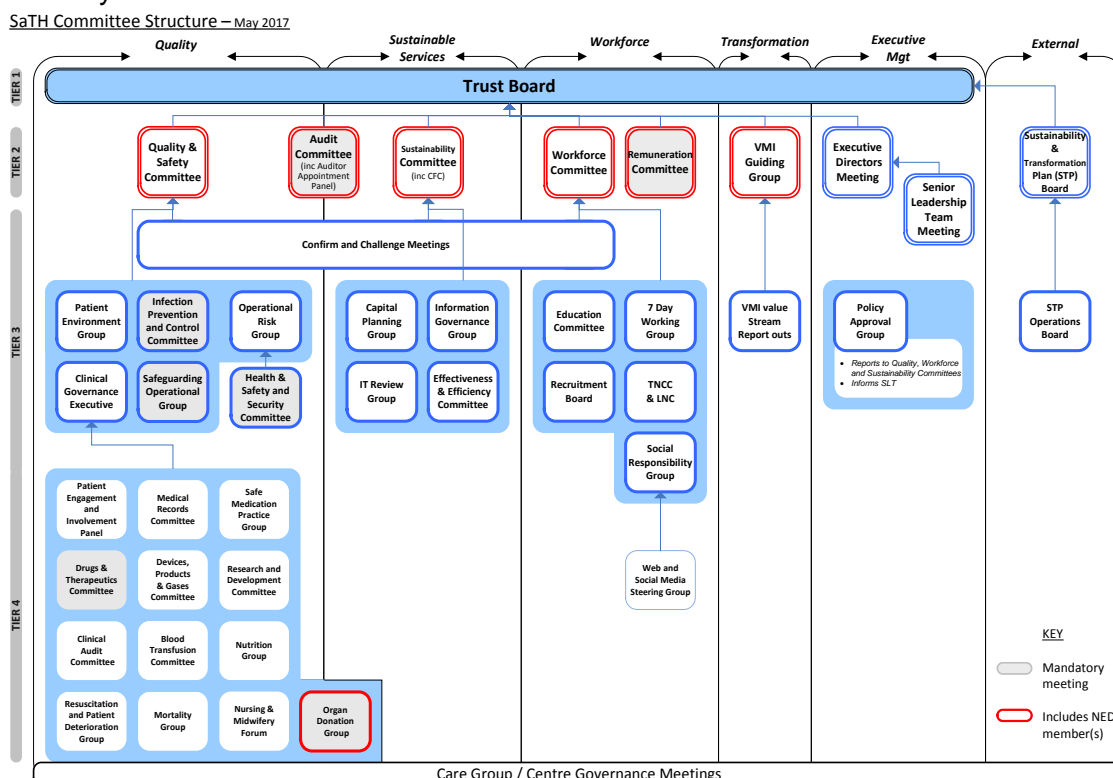 SaTH Committee Structure – May 2017
Quality
Sustainable
Services
Workforce
Transformation
Executive
Mgt
External
TIER 1
Trust Board
TIER 2
Quality &
Safety
Committee
Audit
Committee
(inc Auditor
Appointment
Panel)
Sustainability
Committee
(inc CFC)
Workforce
Committee
Remuneration
Committee
VMI
Guiding
Group
Executive
Directors
Meeting
Senior
Leadership
Team
Meeting
Sustainability
&
Transformation
Plan (STP)
Board
Confirm and Challenge Meetings
TIER 3
Patient
Environment
Group
Infection
Prevention
and Control
Committee
Operational
Risk
Group
Capital
Planning
Group
Information
Governance
Group
Education
Committee
7 Day
Working
Group
VMI value
Stream
Report outs
Policy
Approval
Group
• Reports to Quality, Workforce
and Sustainability Committees
• Informs SLT
STP
Operations
Board
Clinical
Governance
Executive
Safeguarding
Operational
Group
Health &
Safety and
Security
Committee
IT Review
Group
Effectiveness
& Efficiency
Committee
Recruitment
Board
TNCC
& LNC
Social
Responsibility
Group
TIER 4
Patient
Engagement
and
Involvement
Panel
Medical
Records
Committee
Safe
Medication
Practice
Group
Drugs &
Therapeutics
Committee
Devices,
Products
& Gases
Committee
Research and
Development
Committee
Web and
Social Media
Steering Group
Clinical
Audit
Committee
Blood
Transfusion
Committee
Nutrition
Group
Resuscitation
and Patient
Deterioration
Group
Mortality
Group
Nursing &
Midwifery
Forum
Organ
Donation
Group
KEY
Mandatory
meeting
Includes NED
member(s)
Care Group / Centre Governance Meetings